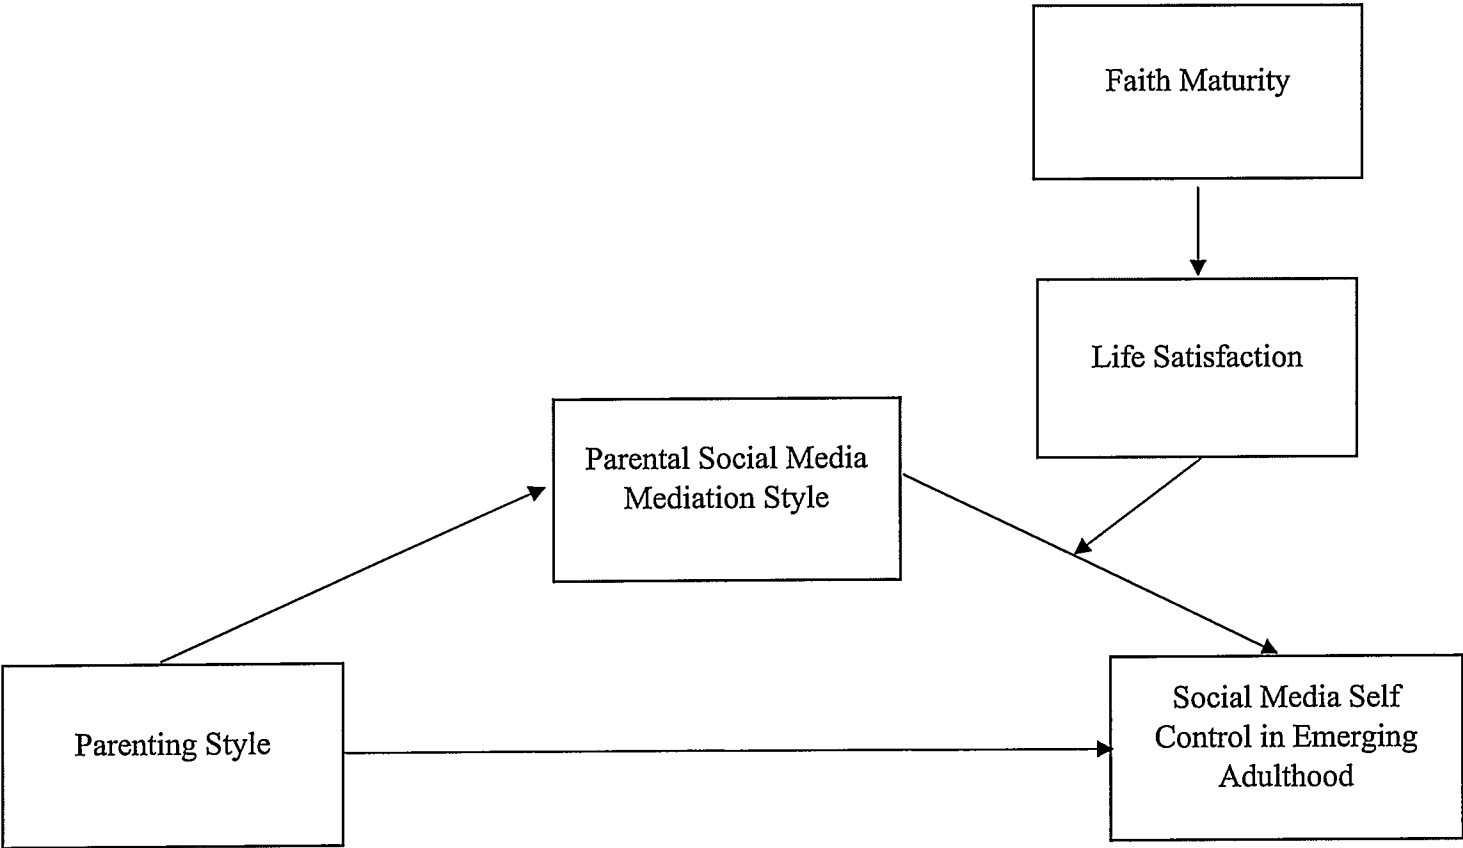 Faith Maturity
Life Satisfaction
Parental Social Media
Mediation Style
Parenting Style
Social Media Self
Control in Emerging
Adulthood